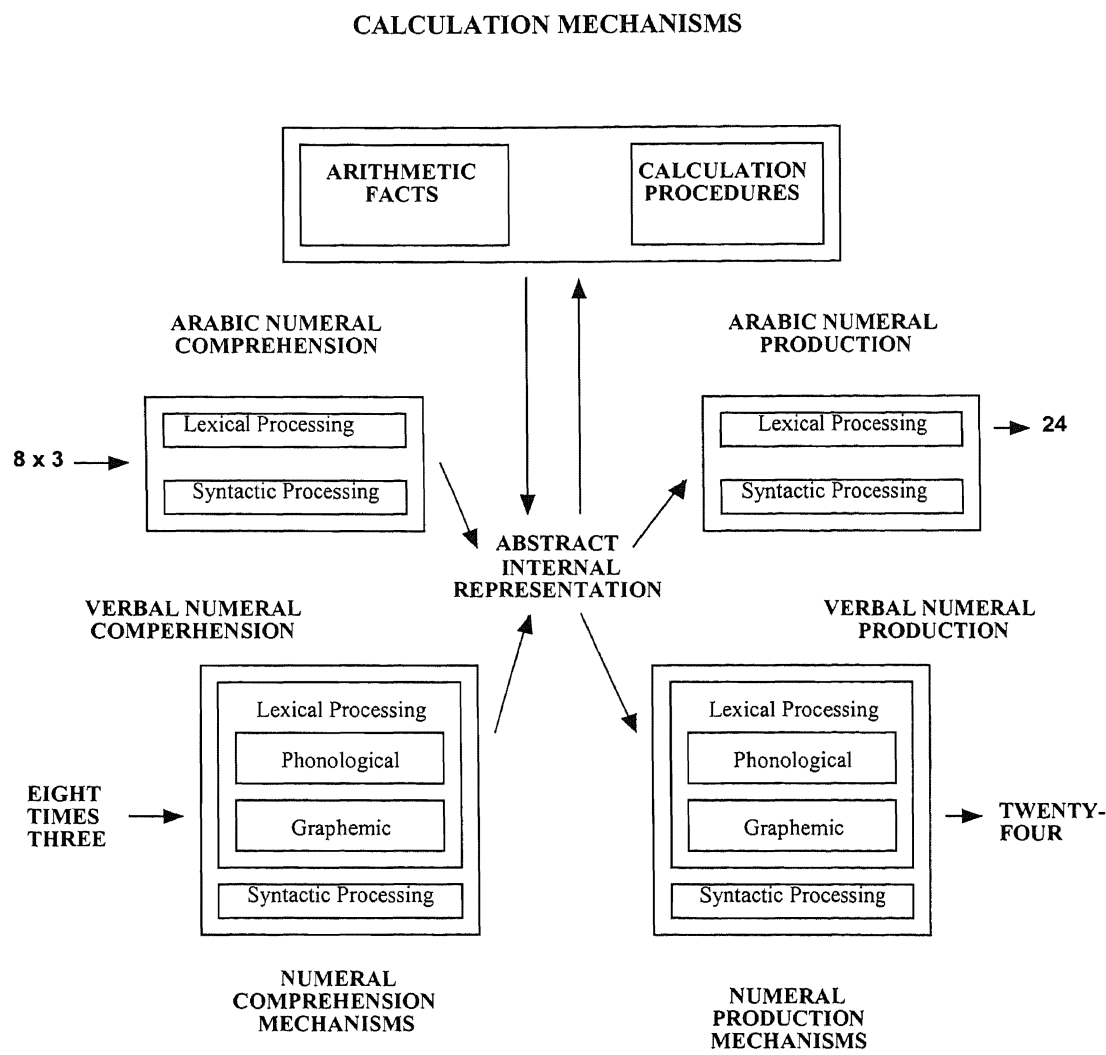 CALCULATION MECHANISMS
ARITHMETIC
FACTS
CALCULATION
PROCEDURES
ARABIC NUMERAL
COMPREHENSION
ARABIC NUMERAL
PRODUCTION
Lexical Processing
Syntactic Processing
8 x 3
Lexical Processing
Syntactic Processing
24
ABSTRACT
INTERNAL
REPRESENTATION
VERBAL NUMERAL
COMPERHENSION
VERBAL NUMERAL
PRODUCTION
EIGHT
TIMES
THREE
Lexical Processing
Phonological
Graphemic
Syntactic Processing
Lexical Processing
Phonological
Graphemic
Syntactic Processing
TWENTY-
FOUR
NUMERAL
COMPREHENSION
MECHANISMS
NUMERAL
PRODUCTION
MECHANISMS